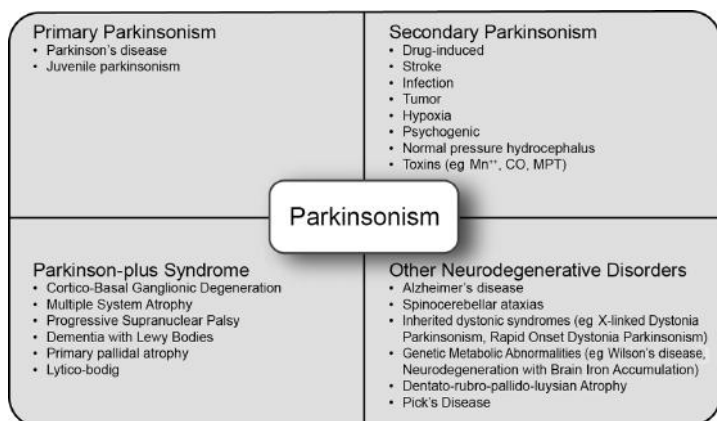 Primary Parkinsonism
• Parkinson's disease
• Juvenile parkinsonism
Secondary Parkinsonism
• Drug-induced
• Stroke
• Infection
• Tumor
• Hypoxia
• Psychogenic
• Normal pressure hydrocephalus
• Toxins (eg Mn⁺⁺, CO, MPT)
Parkinsonism
Parkinson-plus Syndrome
• Cortico-Basal Ganglionic Degeneration
• Multiple System Atrophy
• Progressive Supranuclear Palsy
• Dementia with Lewy Bodies
• Primary pallidal atrophy
• Lytico-bodig
Other Neurodegenerative Disorders
• Alzheimer's disease
• Spinocerebellar ataxias
• Inherited dystonic syndromes (eg X-linked Dystonia
Parkinsonism, Rapid Onset Dystonia Parkinsonism)
• Genetic Metabolic Abnormalities (eg Wilson's disease,
Neurodegeneration with Brain Iron Accumulation)
• Dentato-rubro-pallido-luysian Atrophy
• Pick's Disease